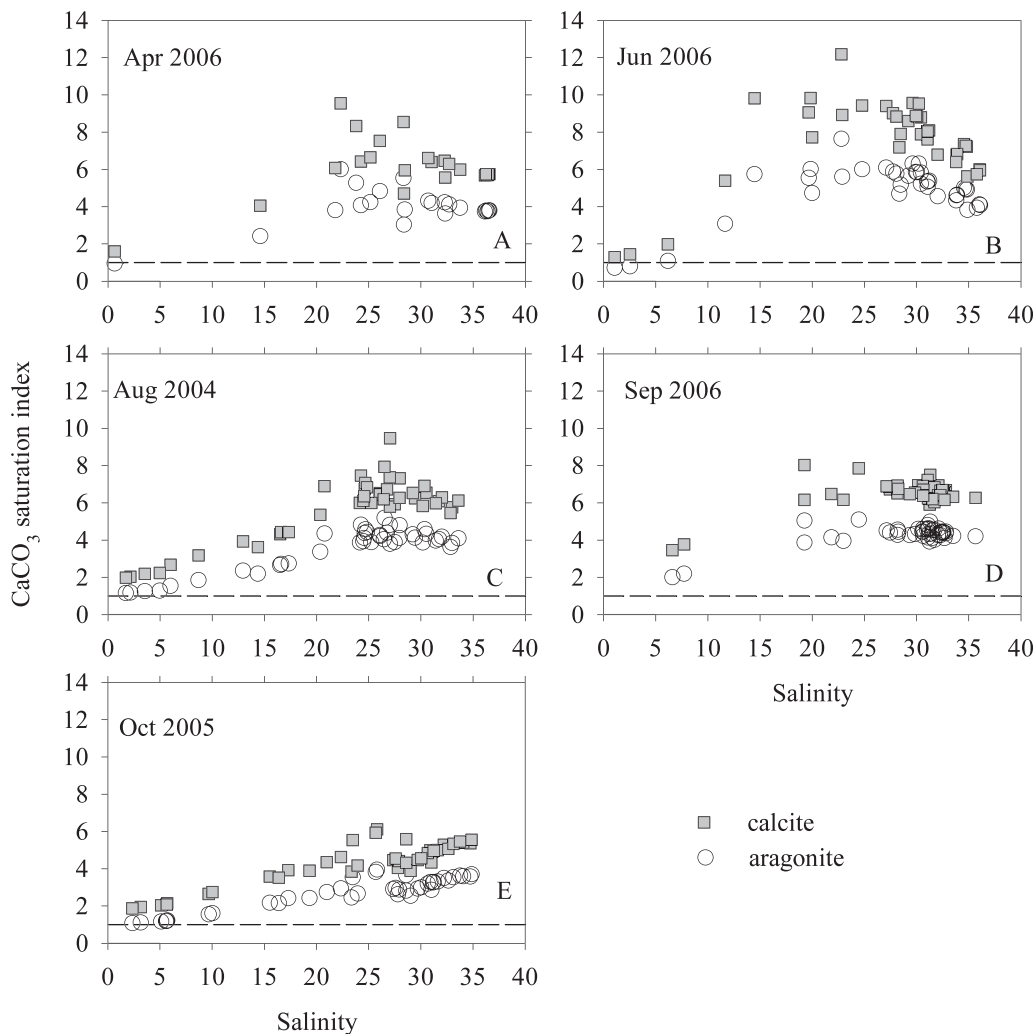 14
12
10
8
6
4
2
0
Apr 2006
A
0 5 10 15 20 25 30 35 40
14
12
10
8
6
4
2
0
Jun 2006
B
0 5 10 15 20 25 30 35 40
CaCO3 saturation index
14
12
10
8
6
4
2
0
Aug 2004
C
0 5 10 15 20 25 30 35 40
14
12
10
8
6
4
2
0
Sep 2006
D
0 5 10 15 20 25 30 35 40
Salinity
14
12
10
8
6
4
2
0
Oct 2005
E
0 5 10 15 20 25 30 35 40
Salinity
calcite
aragonite